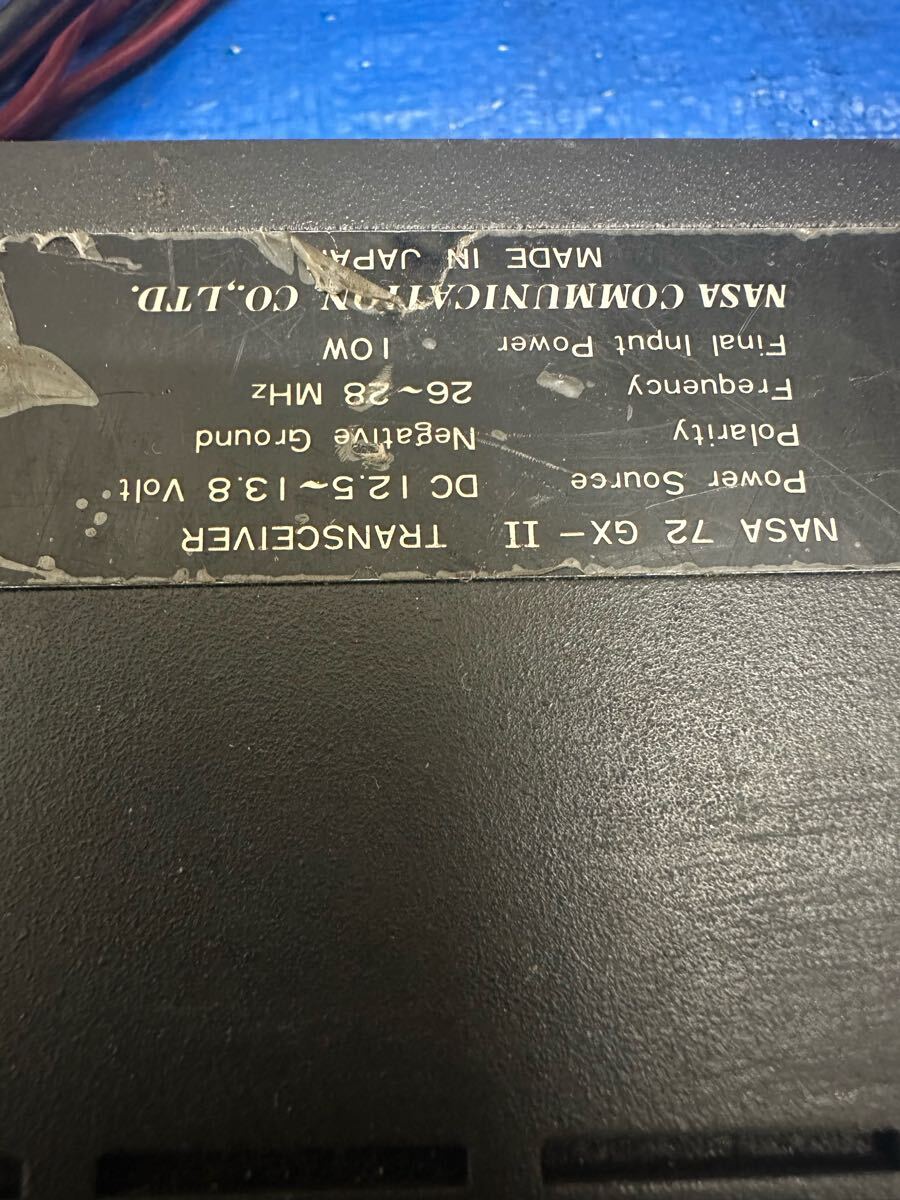 NASA 72 GX-II TRANSCEIVER
Power Source DC 12.5~13.8 Volt
Polarity Negative Ground
Frequency 26~28 MHz
Final Input Power 10W
NASA COMMUNICATION CO.,LTD.
MADE IN JAPAN